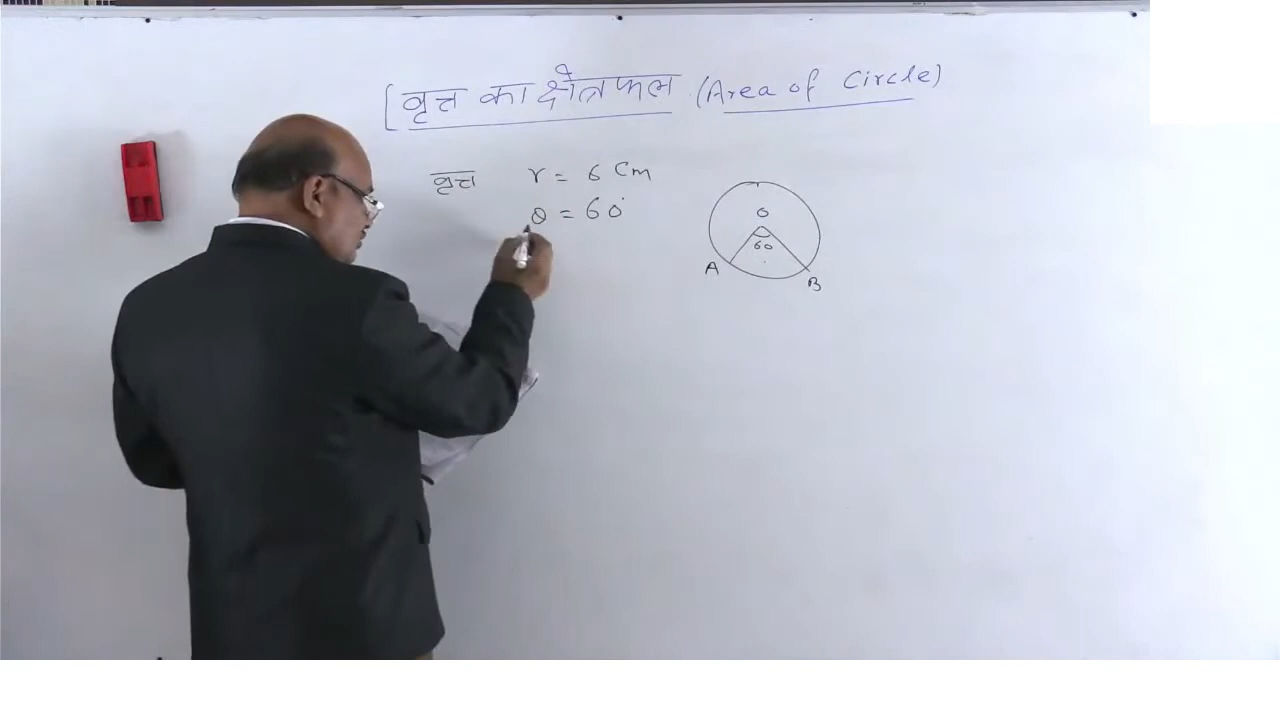 [वृत्त का क्षेत्रफल (Area of Circle)
वृत्त r = 6 Cm
θ = 60°
O
60
A
B